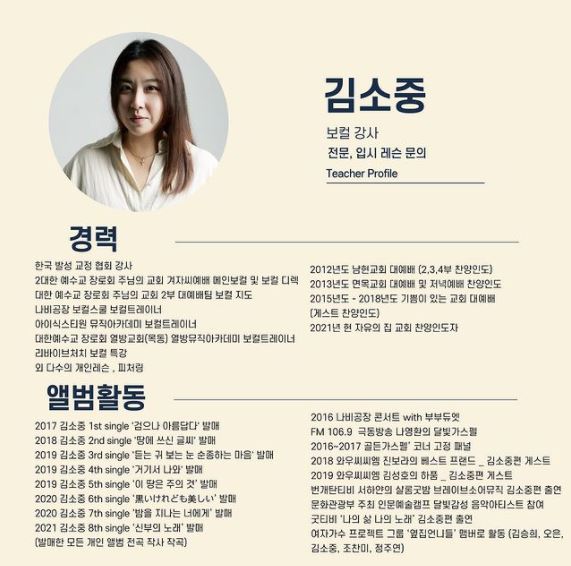 김소중
보컬 강사
전문, 입시 레슨 문의
Teacher Profile
경력
한국 발성 교정 협회 강사
2대한 예수교 장로회 주님의 교회 겨자씨예배 메인보컬 및 보컬 디렉
대한 예수교 장로회 주님의 교회 2부 대예배팀 보컬 지도
나비공장 보컬스쿨 보컬트레이너
아이식스티원 뮤직아카데미 보컬트레이너
대한예수교 장로회 열방교회(목동) 열방뮤직아카데미 보컬트레이너
리바이브처치 보컬 특강
외 다수의 개인레슨 , 피처링
2012년도 남현교회 대예배 (2,3,4부 찬양인도)
2013년도 면목교회 대예배 및 저녁예배 찬양인도
2015년도 - 2018년도 기쁨이 있는 교회 대예배
(게스트 찬양인도)
2021년 현 자유의 집 교회 찬양인도자
앨범활동
2017 김소중 1st single '검으나 아름답다' 발매
2018 김소중 2nd single '땅에 쓰신 글씨' 발매
2019 김소중 3rd single '듣는 귀 보는 눈 순종하는 마음' 발매
2019 김소중 4th single '거기서 나와' 발매
2019 김소중 5th single '이 땅은 주의 것' 발매
2020 김소중 6th single '黒いけれども美しい' 발매
2020 김소중 7th single '밤을 지나는 너에게' 발매
2021 김소중 8th single '신부의 노래' 발매
(발매한 모든 개인 앨범 전곡 작사 작곡)
2016 나비공장 콘서트 with 부부듀엣
FM 106.9 극동방송 나영환의 달빛가스펠
2016~2017 골든가스펠' 코너 고정 패널
2018 와우씨씨엠 진보라의 베스트 프랜드 _ 김소중편 게스트
2019 와우씨씨엠 김성호의 하품 _ 김소중편 게스트
번개탄티비 서하얀의 살롱굿밤 브레이브소아뮤직 김소중편 출연
문화관광부 주최 인문예술캠프 달빛감성 음악아티스트 참여
굿티비 '나의 삶 나의 노래' 김소중편 출연
여자가수 프로젝트 그룹 '옆집언니들' 멤버로 활동 (김승희, 오은,
김소중, 조찬미, 정주연)